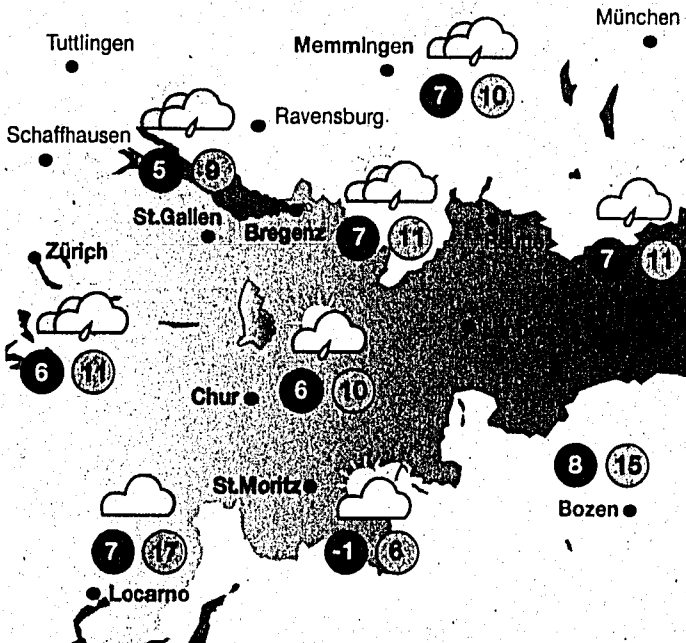 München
Tuttlingen
Memmingen
7 10
Ravensburg
Schaffhausen
5 9
St.Gallen
Bregenz 7 11
Zürich
7 11
6 11
6 10
Chur
8 15
St.Moritz
Bozen
7 17
-1 6
Locarno